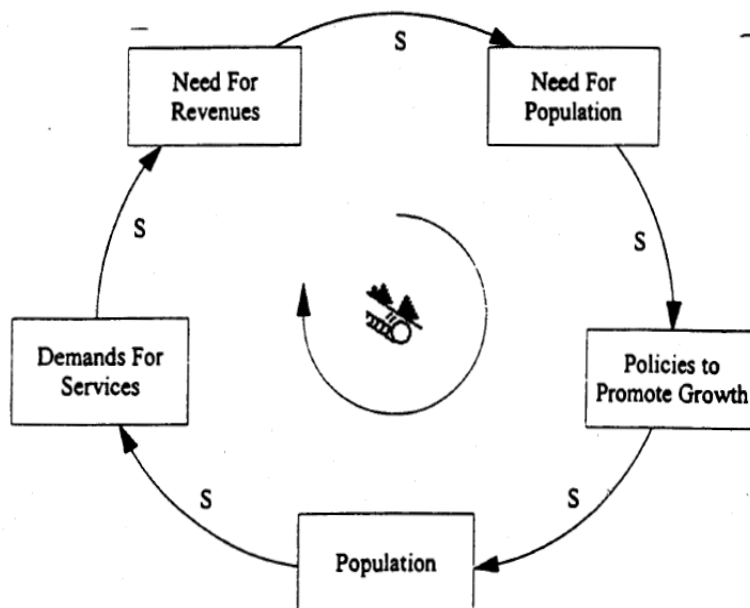 S
Need For
Revenues
Need For
Population
S
S
Demands For
Services
Policies to
Promote Growth
S
S
Population